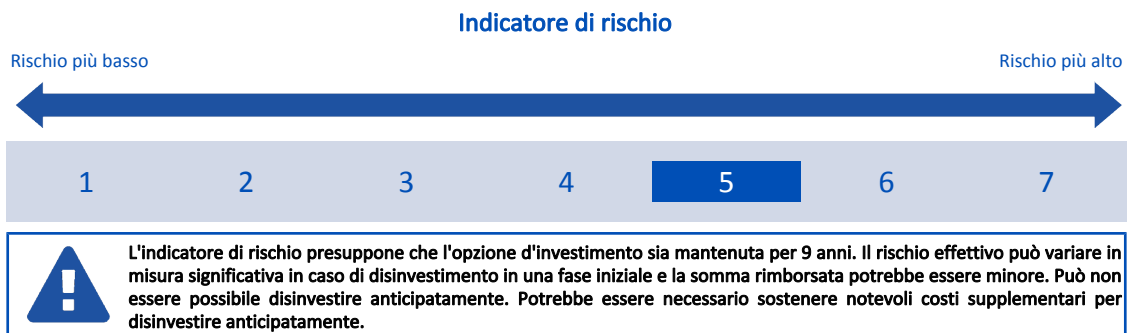 Indicatore di rischio
Rischio più basso Rischio più alto
1 2 3 4 5 6 7
L'indicatore di rischio presuppone che l'opzione d'investimento sia mantenuta per 9 anni. Il rischio effettivo può variare in
misura significativa in caso di disinvestimento in una fase iniziale e la somma rimborsata potrebbe essere minore. Può non
essere possibile disinvestire anticipatamente. Potrebbe essere necessario sostenere notevoli costi supplementari per
disinvestire anticipatamente.